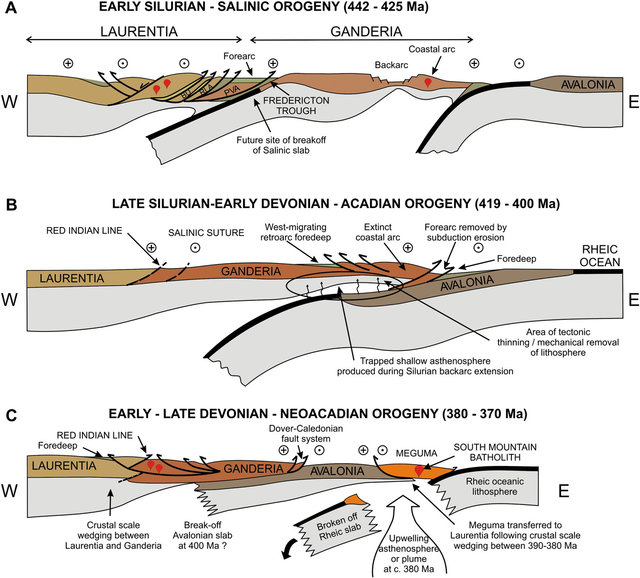 A
EARLY SILURIAN - SALINIC OROGENY (442 - 425 Ma)
LAURENTIA
GANDERIA
Forearc
Backarc
Coastal arc
PVA
AVALONIA
W
E
FREDERICTON
TROUGH
Future site of breakoff
of Salinic slab
B
LATE SILURIAN-EARLY DEVONIAN - ACADIAN OROGENY (419 - 400 Ma)
RED INDIAN LINE
SALINIC SUTURE
West-migrating
retroarc foredeep
Extinct
coastal arc
Forearc removed by
subduction erosion
Foredeep
RHEIC
OCEAN
LAURENTIA
GANDERIA
AVALONIA
W
E
Area of tectonic
thinning / mechanical removal
of lithosphere
Trapped shallow asthenosphere
produced during Silurian backarc extension
C
EARLY - LATE DEVONIAN - NEOACADIAN OROGENY (380 - 370 Ma)
RED INDIAN LINE
Foredeep
Dover-Caledonian
fault system
MEGUMA
SOUTH MOUNTAIN
BATHOLITH
LAURENTIA
GANDERIA
AVALONIA
Rheic oceanic
lithosphere
W
E
Crustal scale
wedging between
Laurentia and Ganderia
Break-off
Avalonian slab
at 400 Ma ?
Broken off
Rheic slab
Upwelling
asthenosphere
or plume
at c. 380 Ma
Meguma transferred to
Laurentia following crustal scale
wedging between 390-380 Ma